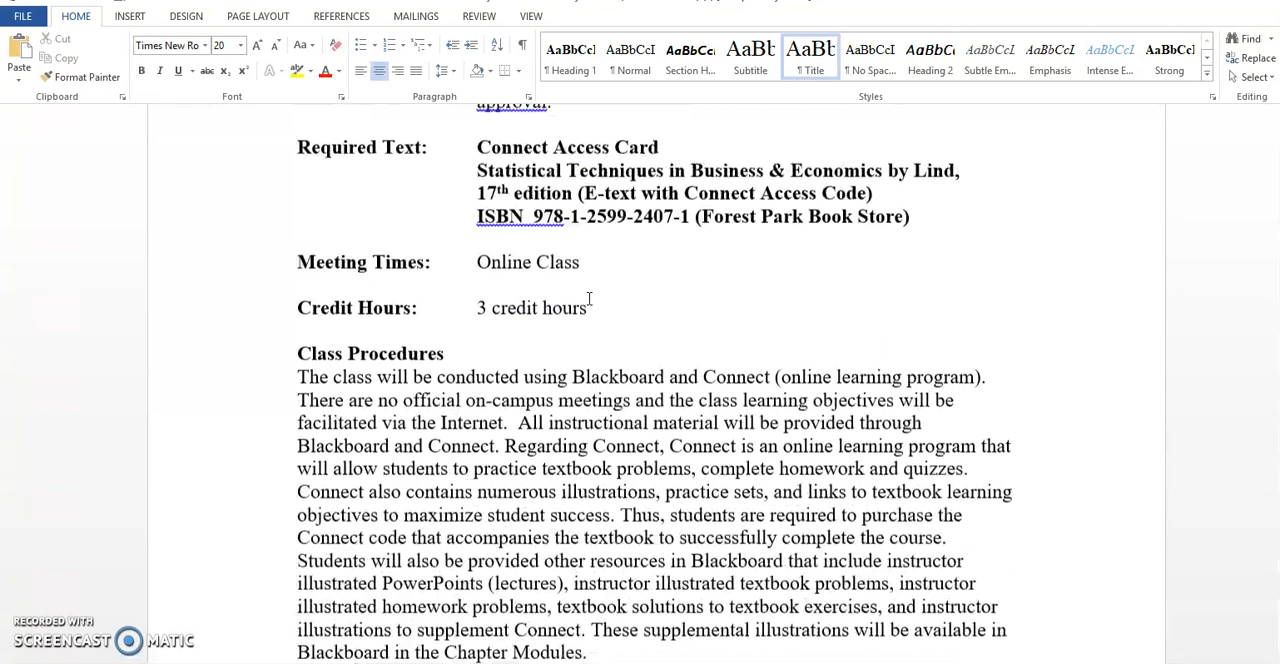 FILE HOME INSERT DESIGN PAGE LAYOUT REFERENCES MAILINGS REVIEW VIEW
Paste Cut Copy Format Painter
Times New Ro 20 Aa
B I U abc X₂ X² A A
AaBbCcI AaBbCcI AaBbCc AaBb AaBb AaBbCcI AaBbC AaBbCcI AaBbCcI AaBbCcI AaBbCcI
¶ Heading 1 ¶ Normal Section H... Subtitle ¶ Title ¶ No Spac... Heading 2 Subtle Em... Emphasis Intense E... Strong
Find Replace Select
Clipboard Font Paragraph Styles Editing
approval.
Required Text: Connect Access Card
Statistical Techniques in Business & Economics by Lind,
17th edition (E-text with Connect Access Code)
ISBN 978-1-2599-2407-1 (Forest Park Book Store)
Meeting Times: Online Class
Credit Hours: 3 credit hours
Class Procedures
The class will be conducted using Blackboard and Connect (online learning program).
There are no official on-campus meetings and the class learning objectives will be
facilitated via the Internet. All instructional material will be provided through
Blackboard and Connect. Regarding Connect, Connect is an online learning program that
will allow students to practice textbook problems, complete homework and quizzes.
Connect also contains numerous illustrations, practice sets, and links to textbook learning
objectives to maximize student success. Thus, students are required to purchase the
Connect code that accompanies the textbook to successfully complete the course.
Students will also be provided other resources in Blackboard that include instructor
illustrated PowerPoints (lectures), instructor illustrated textbook problems, instructor
illustrated homework problems, textbook solutions to textbook exercises, and instructor
illustrations to supplement Connect. These supplemental illustrations will be available in
Blackboard in the Chapter Modules.
RECORDED WITH
SCREENCAST MATIC